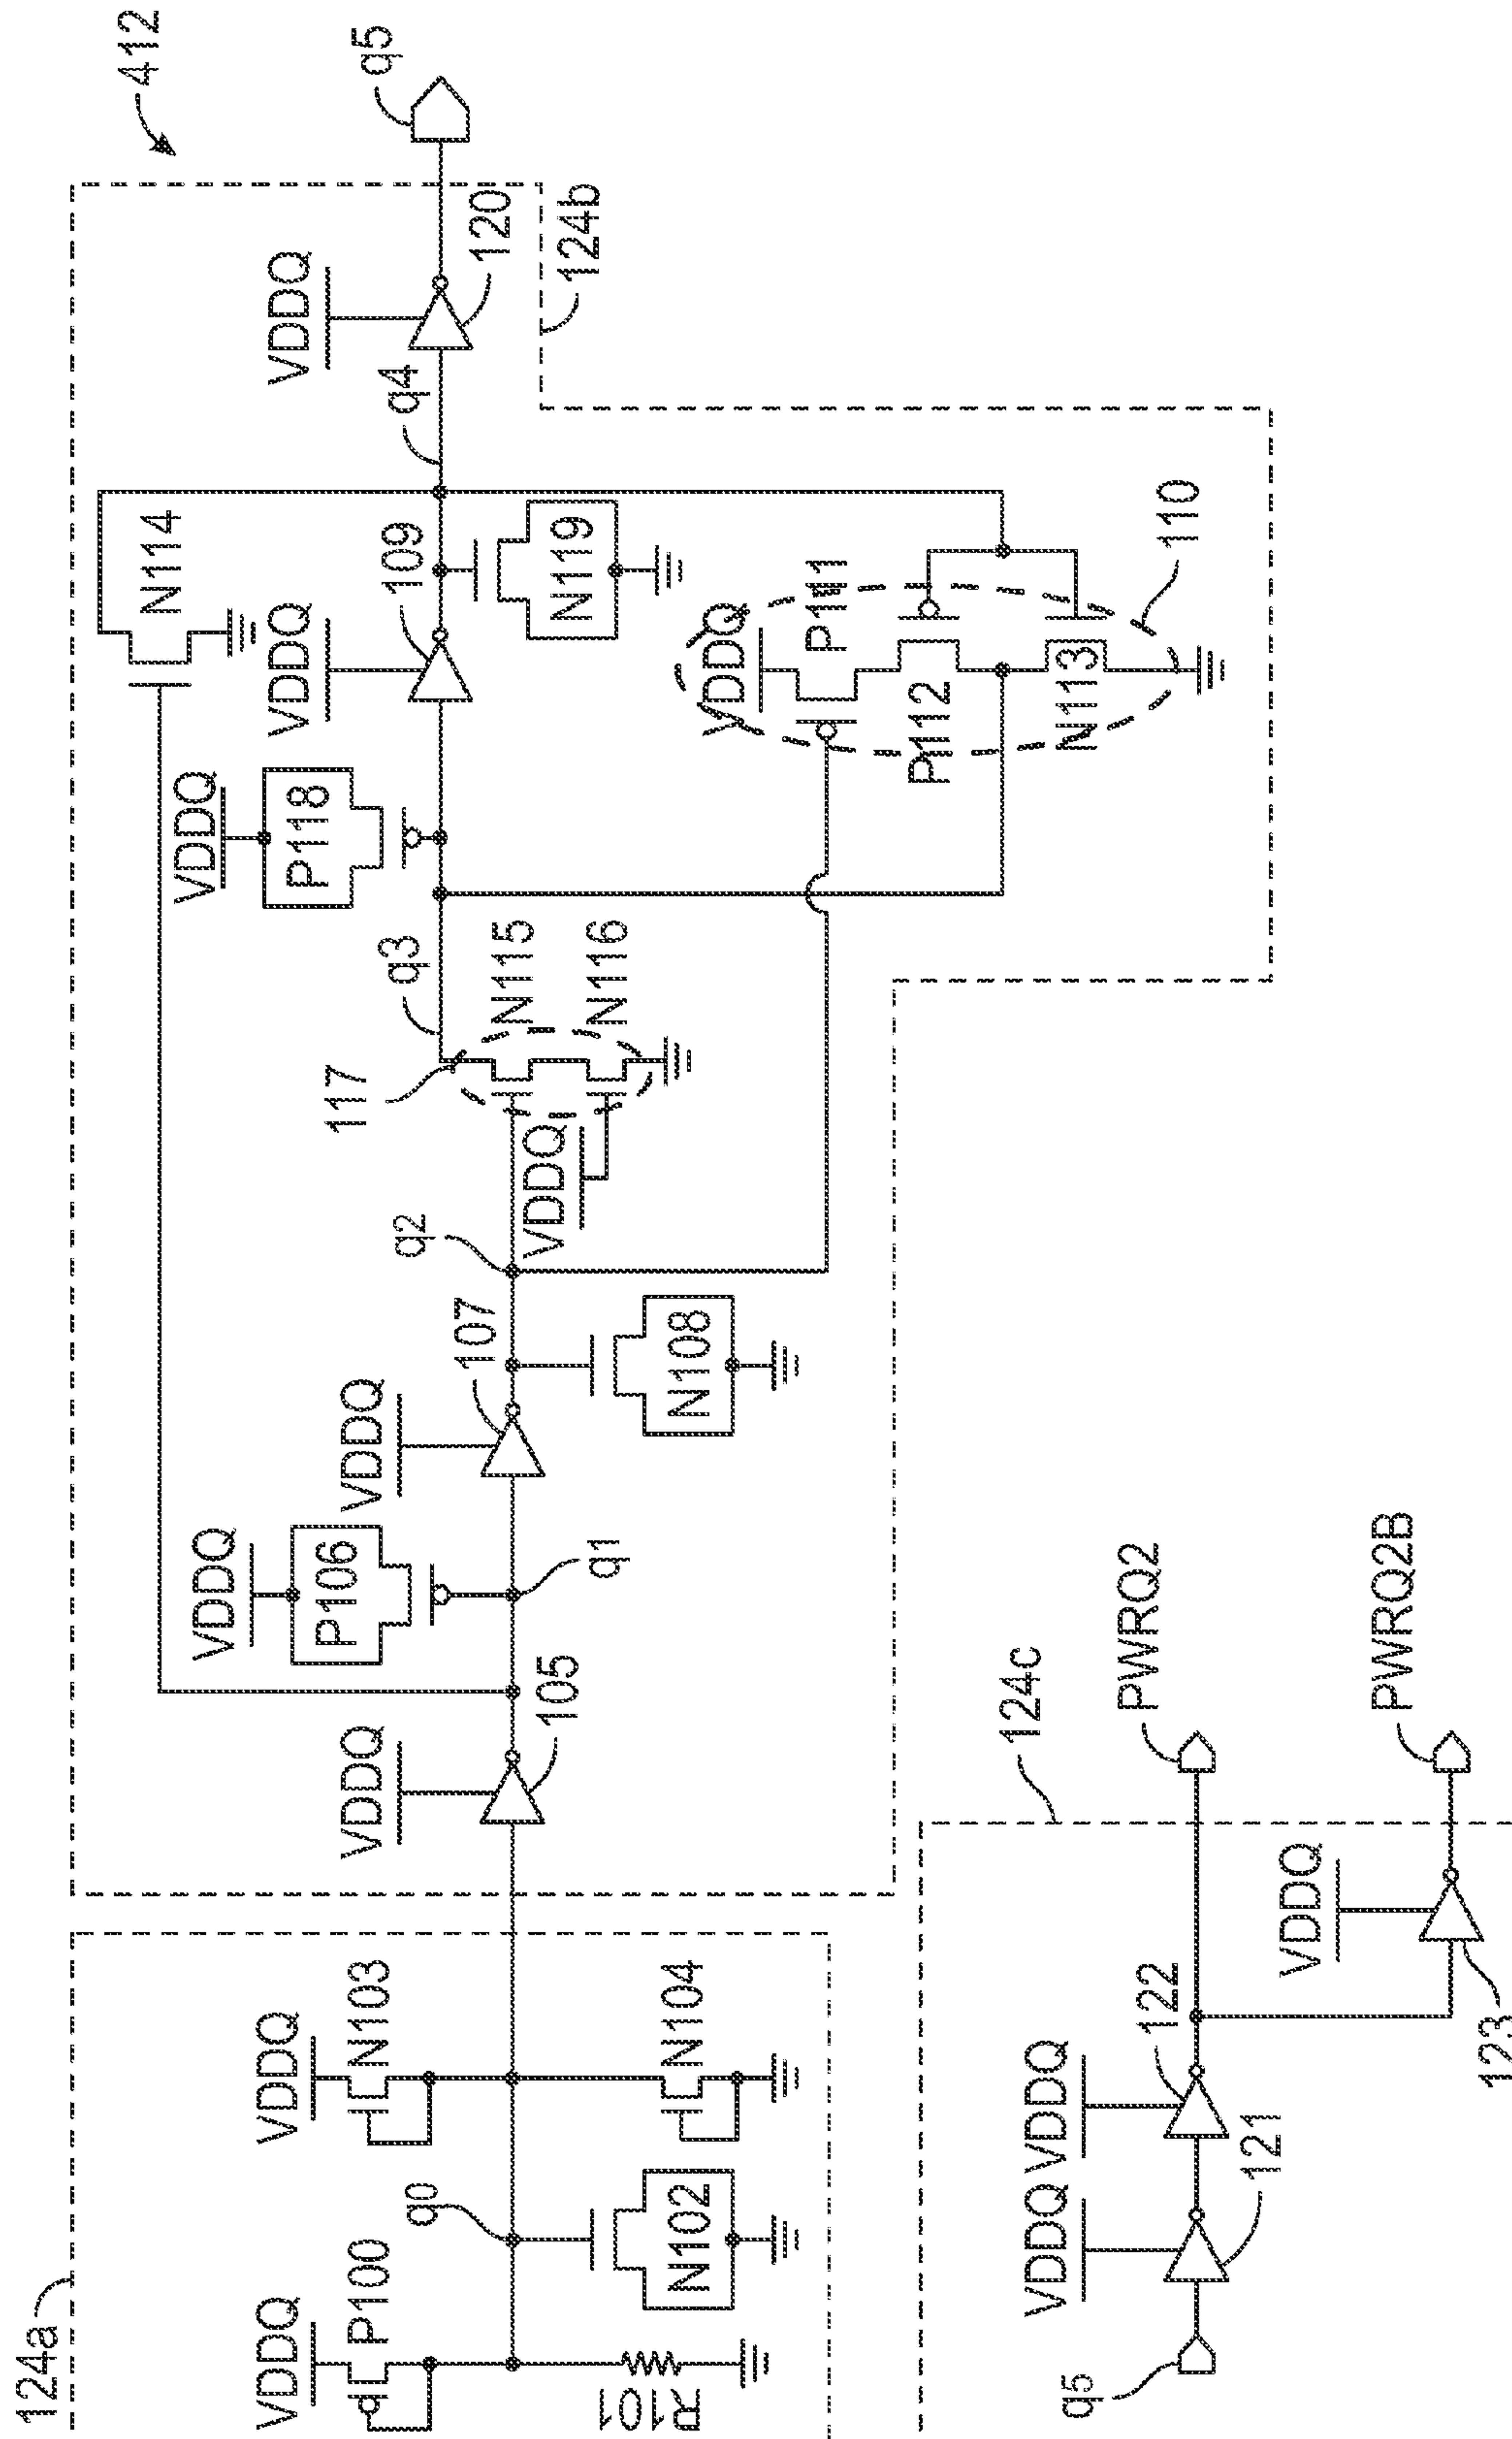 412
124a
VDDQ
P100
R101
q0
N102
VDDQ
N103
N104
VDDQ
105
VDDQ
P106
q1
VDDQ
107
N108
q2
VDDQ
117
N115
N116
q3
VDDQ
P118
VDDQ
109
N114
N119
q4
VDDQ
P111
P112
N113
110
VDDQ
120
124b
q5
q5
VDDQ
121
VDDQ
122
VDDQ
123
124c
PWRQ2
PWRQ2B